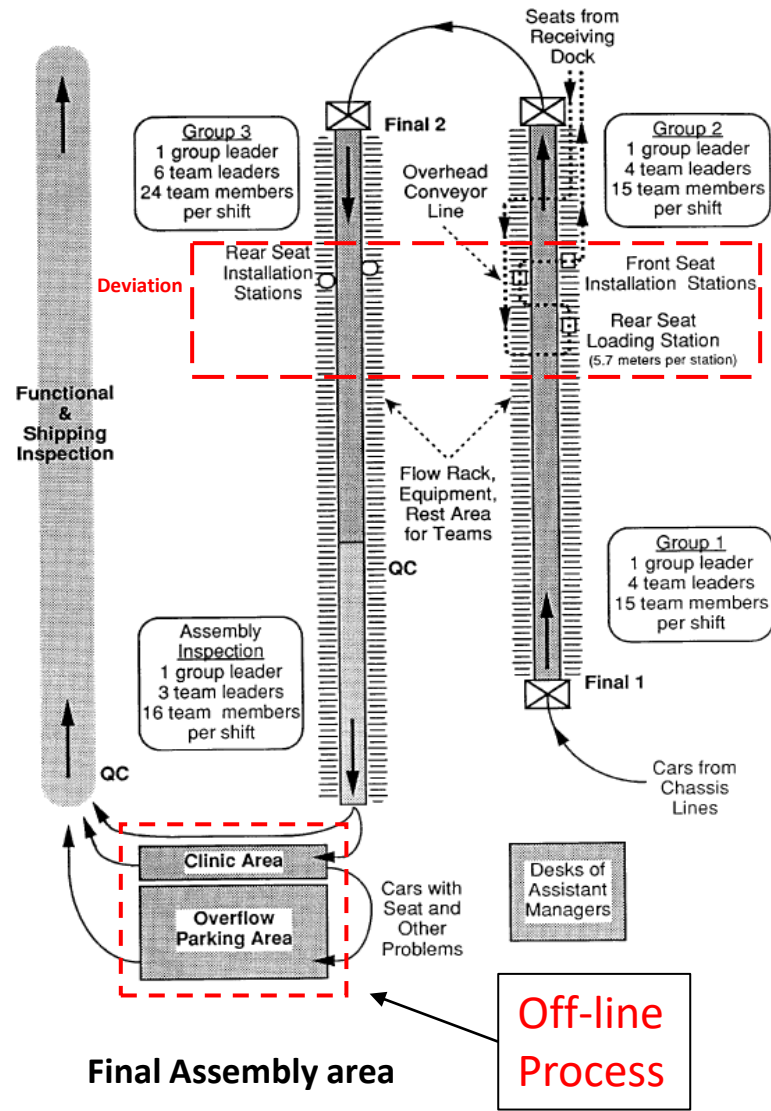 Seats from
Receiving
Dock
Group 3
1 group leader
6 team leaders
24 team members
per shift
Final 2
Overhead
Conveyor
Line
Group 2
1 group leader
4 team leaders
15 team members
per shift
Deviation
Rear Seat
Installation
Stations
Front Seat
Installation Stations
Rear Seat
Loading Station
(5.7 meters per station)
Functional
&
Shipping
Inspection
Flow Rack,
Equipment,
Rest Area
for Teams
QC
Group 1
1 group leader
4 team leaders
15 team members
per shift
Assembly
Inspection
1 group leader
3 team leaders
16 team members
per shift
Final 1
QC
Cars from
Chassis
Lines
Clinic Area
Overflow
Parking Area
Cars with
Seat and
Other
Problems
Desks of
Assistant
Managers
Off-line
Process
Final Assembly area